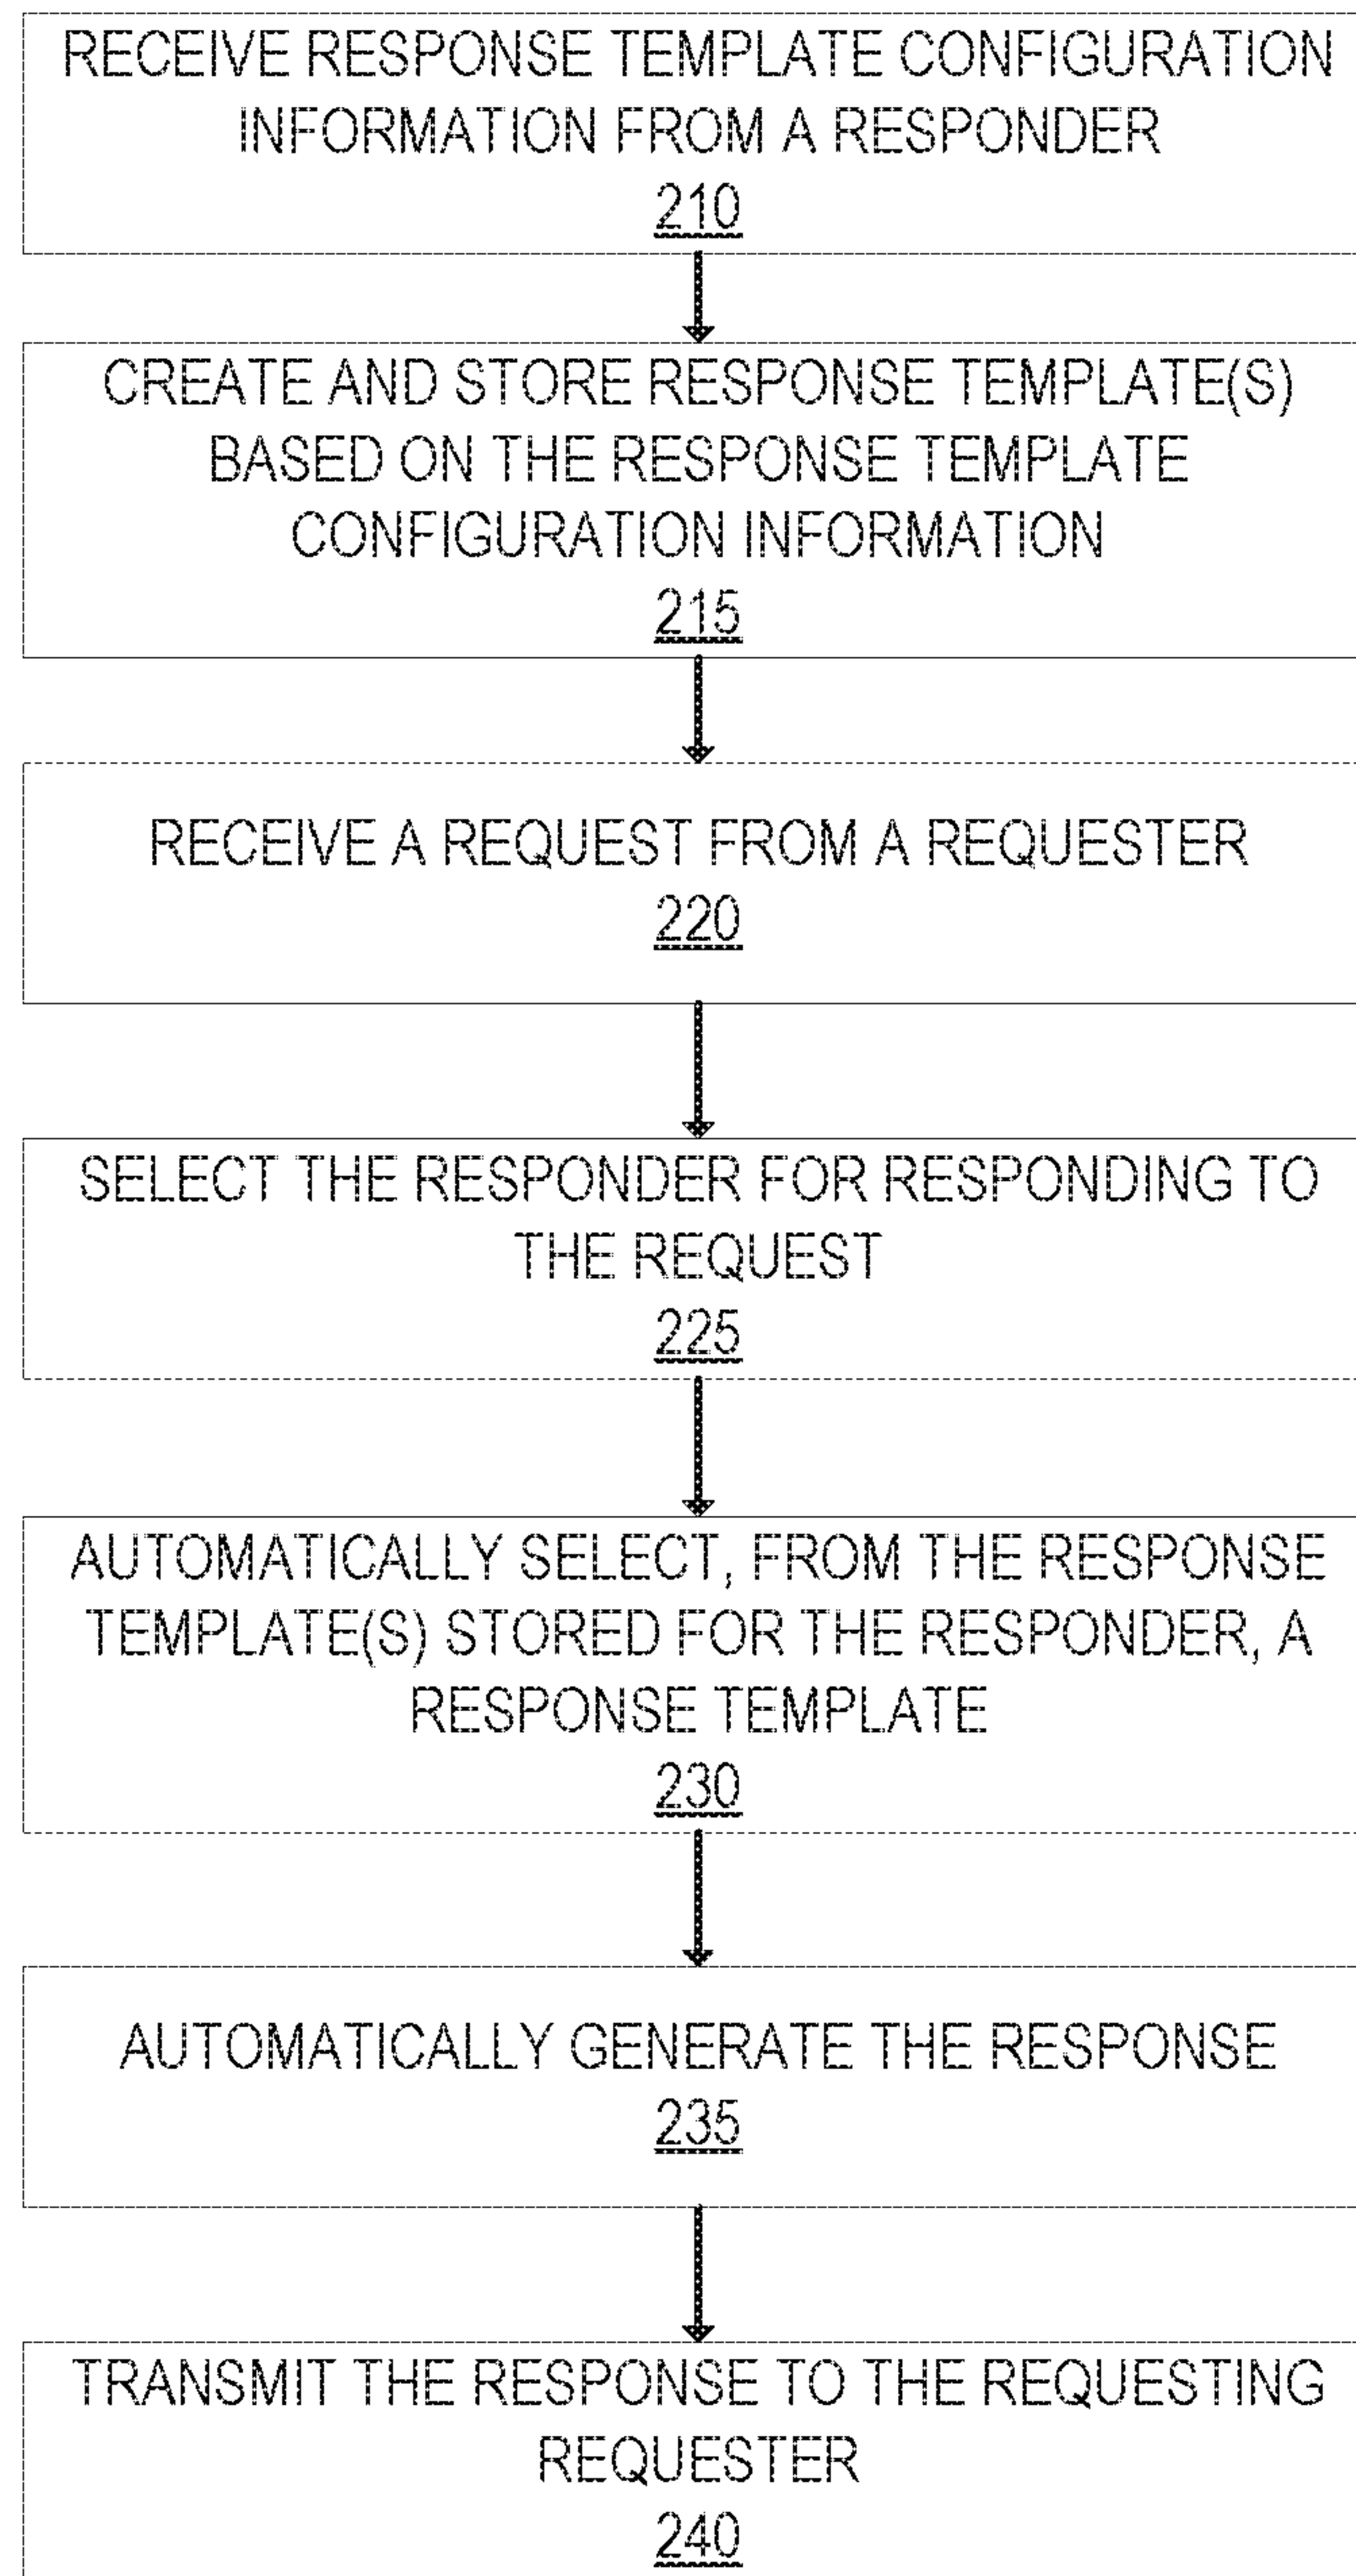 RECEIVE RESPONSE TEMPLATE CONFIGURATION
INFORMATION FROM A RESPONDER
210
CREATE AND STORE RESPONSE TEMPLATE(S)
BASED ON THE RESPONSE TEMPLATE
CONFIGURATION INFORMATION
215
RECEIVE A REQUEST FROM A REQUESTER
220
SELECT THE RESPONDER FOR RESPONDING TO
THE REQUEST
225
AUTOMATICALLY SELECT, FROM THE RESPONSE
TEMPLATE(S) STORED FOR THE RESPONDER, A
RESPONSE TEMPLATE
230
AUTOMATICALLY GENERATE THE RESPONSE
235
TRANSMIT THE RESPONSE TO THE REQUESTING
REQUESTER
240